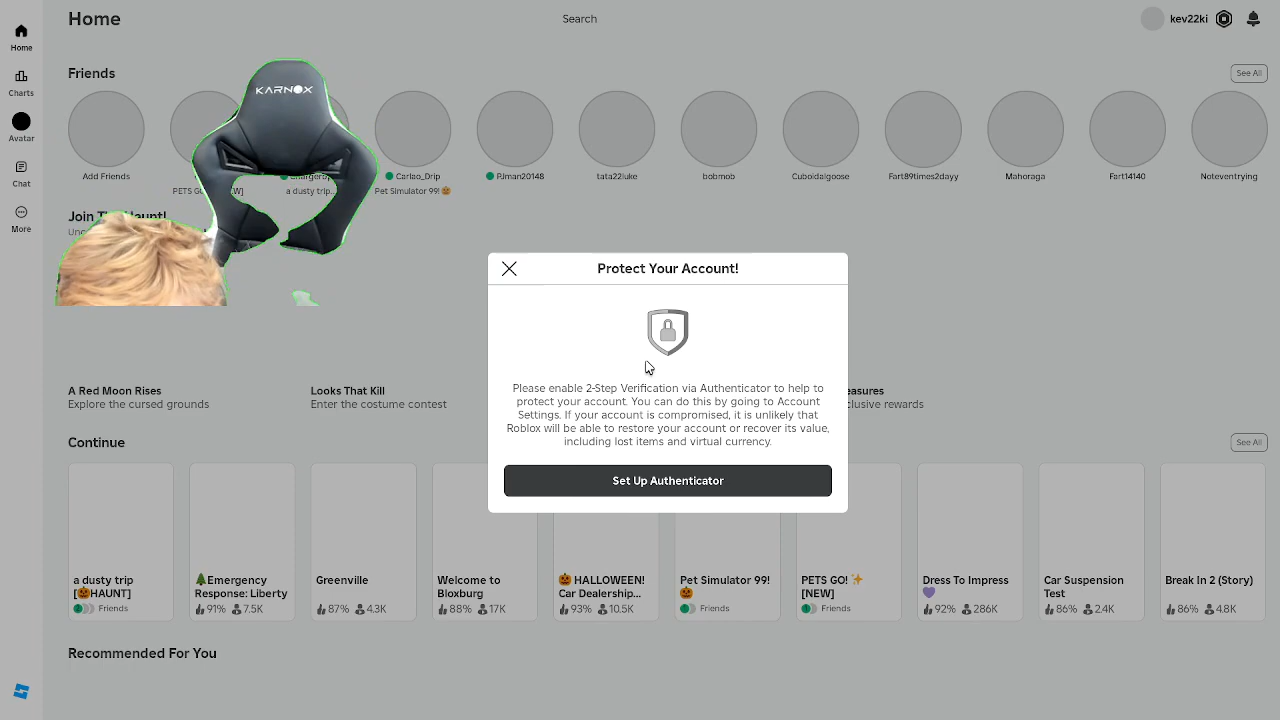 Home
Search
kev22ki
Home
Charts
Avatar
Chat
More
Friends
See All
KARNOX
Add Friends
Carlao_Drip
PJman20148
tata22luke
bobmob
Cuboidalgoose
Fart89times2dayy
Mahoraga
Fart14140
Noteventrying
a dusty trip...
Pet Simulator 99! 🎃
Protect Your Account!
Please enable 2-Step Verification via Authenticator to help to
protect your account. You can do this by going to Account
Settings. If your account is compromised, it is unlikely that
Roblox will be able to restore your account or recover its value,
including lost items and virtual currency.
Set Up Authenticator
A Red Moon Rises
Explore the cursed grounds
Looks That Kill
Enter the costume contest
Continue
See All
a dusty trip
[🎃HAUNT]
Friends
🌲Emergency
Response: Liberty
91% 7.5K
Greenville
87% 4.3K
Welcome to
Bloxburg
88% 17K
🎃 HALLOWEEN!
Car Dealership...
93% 10.5K
Pet Simulator 99!
🎃
Friends
PETS GO! ✨
[NEW]
Friends
Dress To Impress
💜
92% 286K
Car Suspension
Test
86% 2.4K
Break In 2 (Story)
86% 4.8K
Recommended For You